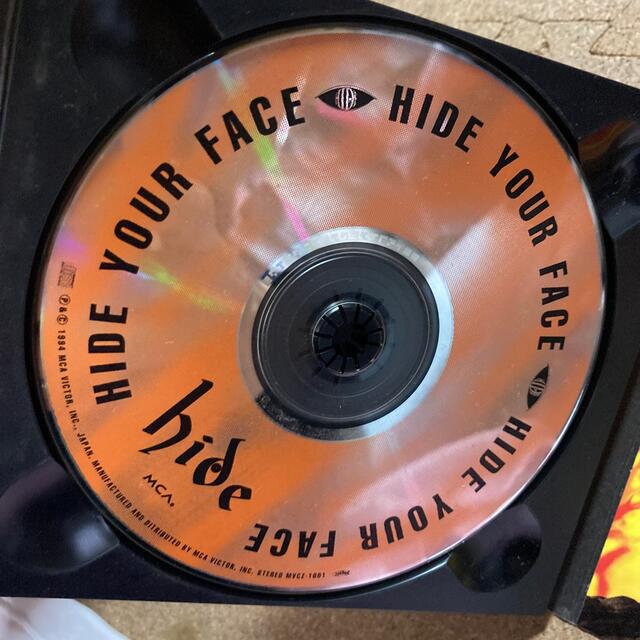 HIDE YOUR FACE
HIDE YOUR FACE
HIDE YOUR FACE
hide
MCA.
℗ & © 1994 MCA VICTOR, INC., JAPAN. MANUFACTURED AND DISTRIBUTED BY MCA VICTOR, INC. STEREO MVCZ-1001